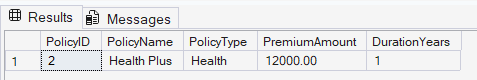 Results Messages
PolicyID PolicyName PolicyType PremiumAmount DurationYears
1 2 Health Plus Health 12000.00 1